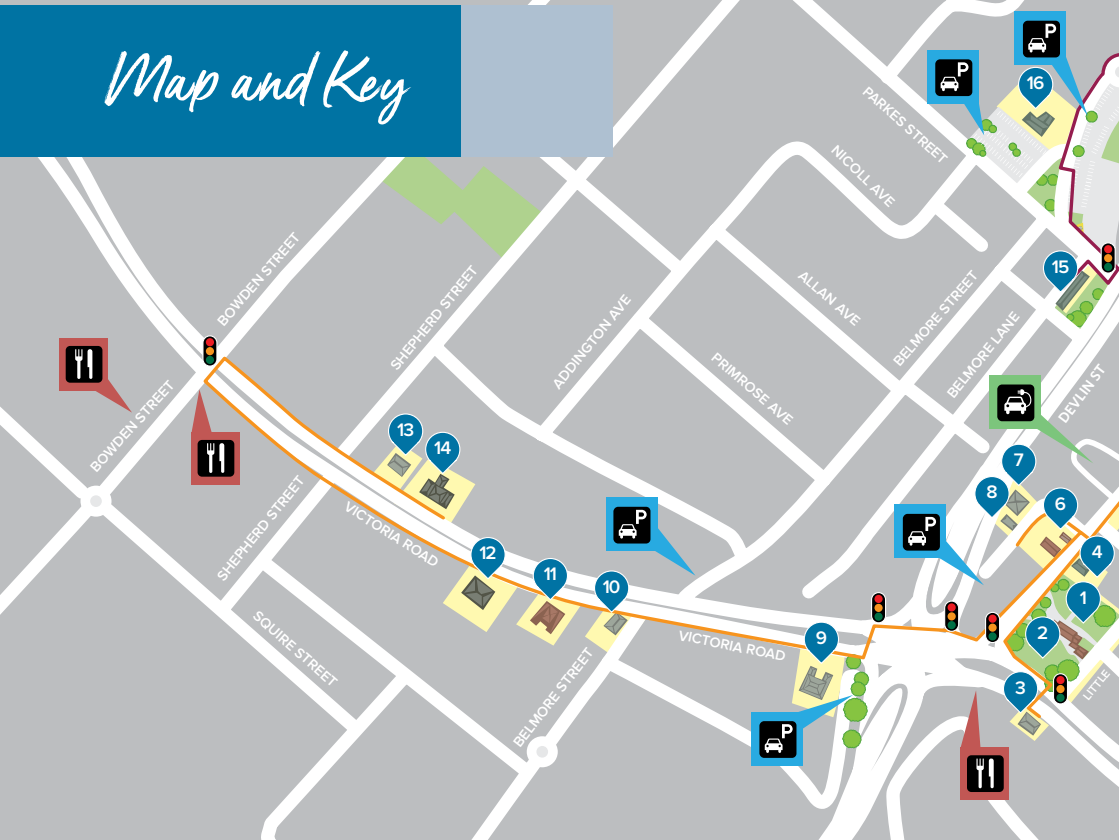 Map and Key
P
P
16
PARKES STREET
NICOLL AVE
BOWDEN STREET
SHEPHERD STREET
ADDINGTON AVE
ALLAN AVE
BELMORE STREET
15
BELMORE LANE
PRIMROSE AVE
DEVLIN ST
BOWDEN STREET
13
14
7
8
6
SHEPHERD STREET
VICTORIA ROAD
P
P
12
11
10
4
1
2
9
VICTORIA ROAD
SQUIRE STREET
BELMORE STREET
3
LITTLE
P